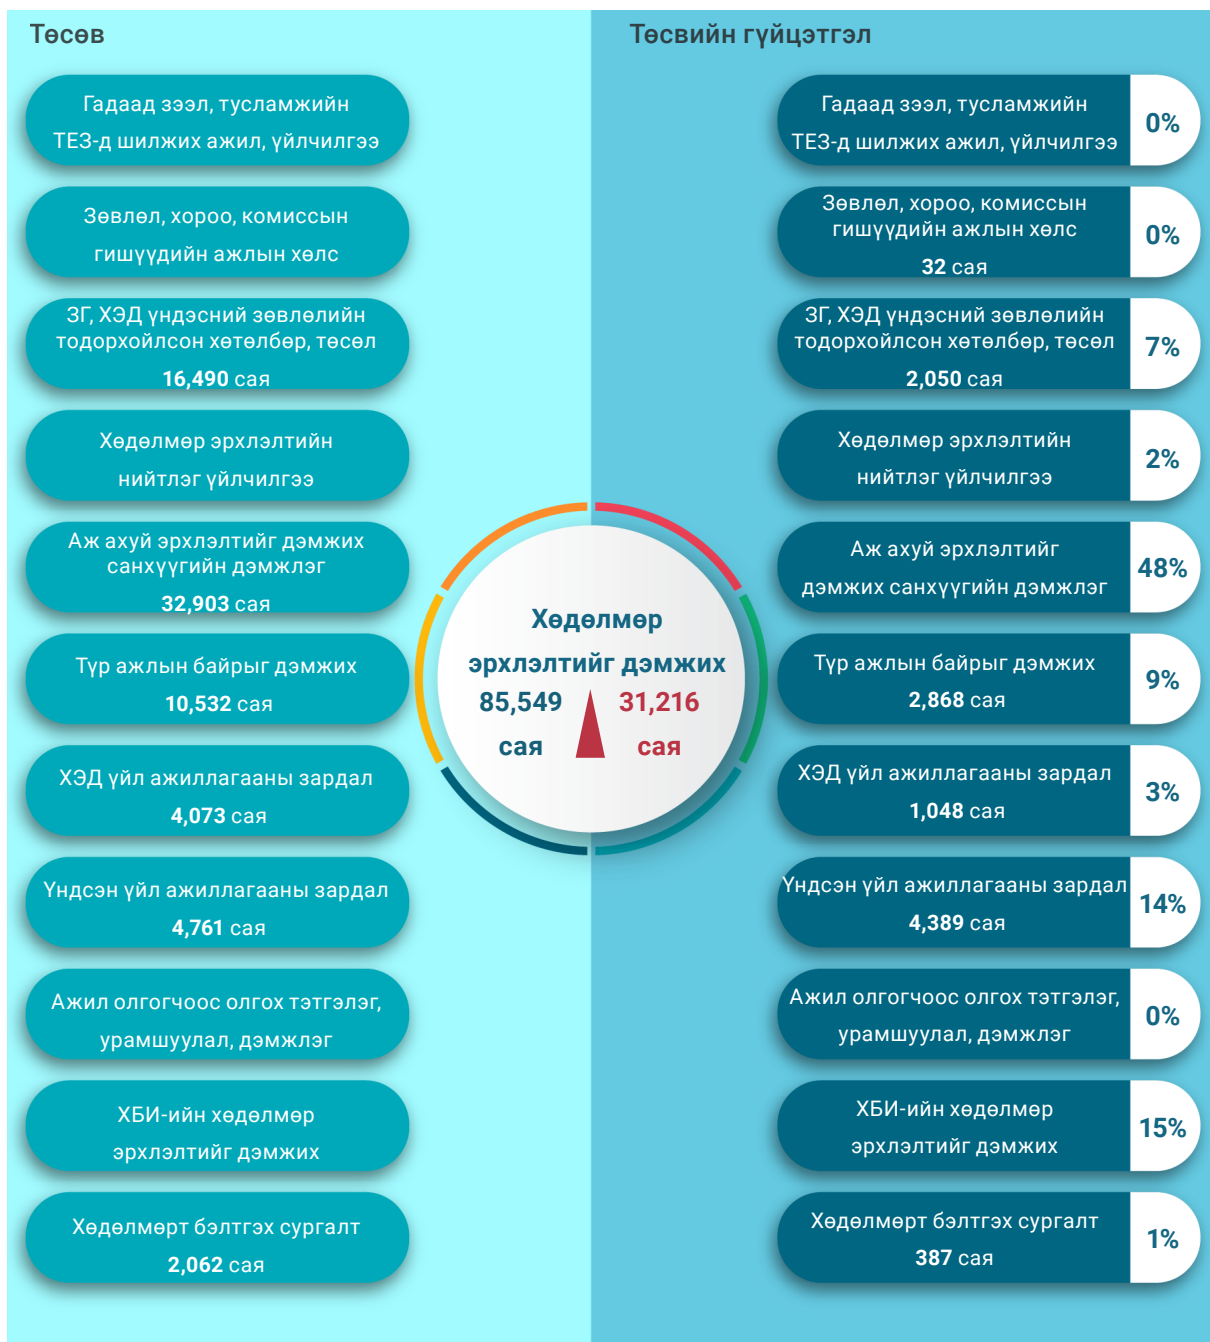 Төсөв
Гадаад зээл, тусламжийн
ТЕЗ-д шилжих ажил, үйлчилгээ
Зөвлөл, хороо, комиссын
гишүүдийн ажлын хөлс
ЗГ, ХЭД үндэсний зөвлөлийн
тодорхойлсон хөтөлбөр, төсөл
16,490 сая
Хөдөлмөр эрхлэлтийн
нийтлэг үйлчилгээ
Аж ахуй эрхлэлтийг дэмжих
санхүүгийн дэмжлэг
32,903 сая
Түр ажлын байрыг дэмжих
10,532 сая
ХЭД үйл ажиллагааны зардал
4,073 сая
Үндсэн үйл ажиллагааны зардал
4,761 сая
Ажил олгогчоос олгох тэтгэлэг,
урамшуулал, дэмжлэг
ХБИ-ийн хөдөлмөр
эрхлэлтийг дэмжих
Хөдөлмөрт бэлтгэх сургалт
2,062 сая
Хөдөлмөр
эрхлэлтийг дэмжих
85,549 31,216
сая сая
Төсвийн гүйцэтгэл
Гадаад зээл, тусламжийн
ТЕЗ-д шилжих ажил, үйлчилгээ
0%
Зөвлөл, хороо, комиссын
гишүүдийн ажлын хөлс
32 сая
0%
ЗГ, ХЭД үндэсний зөвлөлийн
тодорхойлсон хөтөлбөр, төсөл
2,050 сая
7%
Хөдөлмөр эрхлэлтийн
нийтлэг үйлчилгээ
2%
Аж ахуй эрхлэлтийг
дэмжих санхүүгийн дэмжлэг
48%
Түр ажлын байрыг дэмжих
2,868 сая
9%
ХЭД үйл ажиллагааны зардал
1,048 сая
3%
Үндсэн үйл ажиллагааны зардал
4,389 сая
14%
Ажил олгогчоос олгох тэтгэлэг,
урамшуулал, дэмжлэг
0%
ХБИ-ийн хөдөлмөр
эрхлэлтийг дэмжих
15%
Хөдөлмөрт бэлтгэх сургалт
387 сая
1%